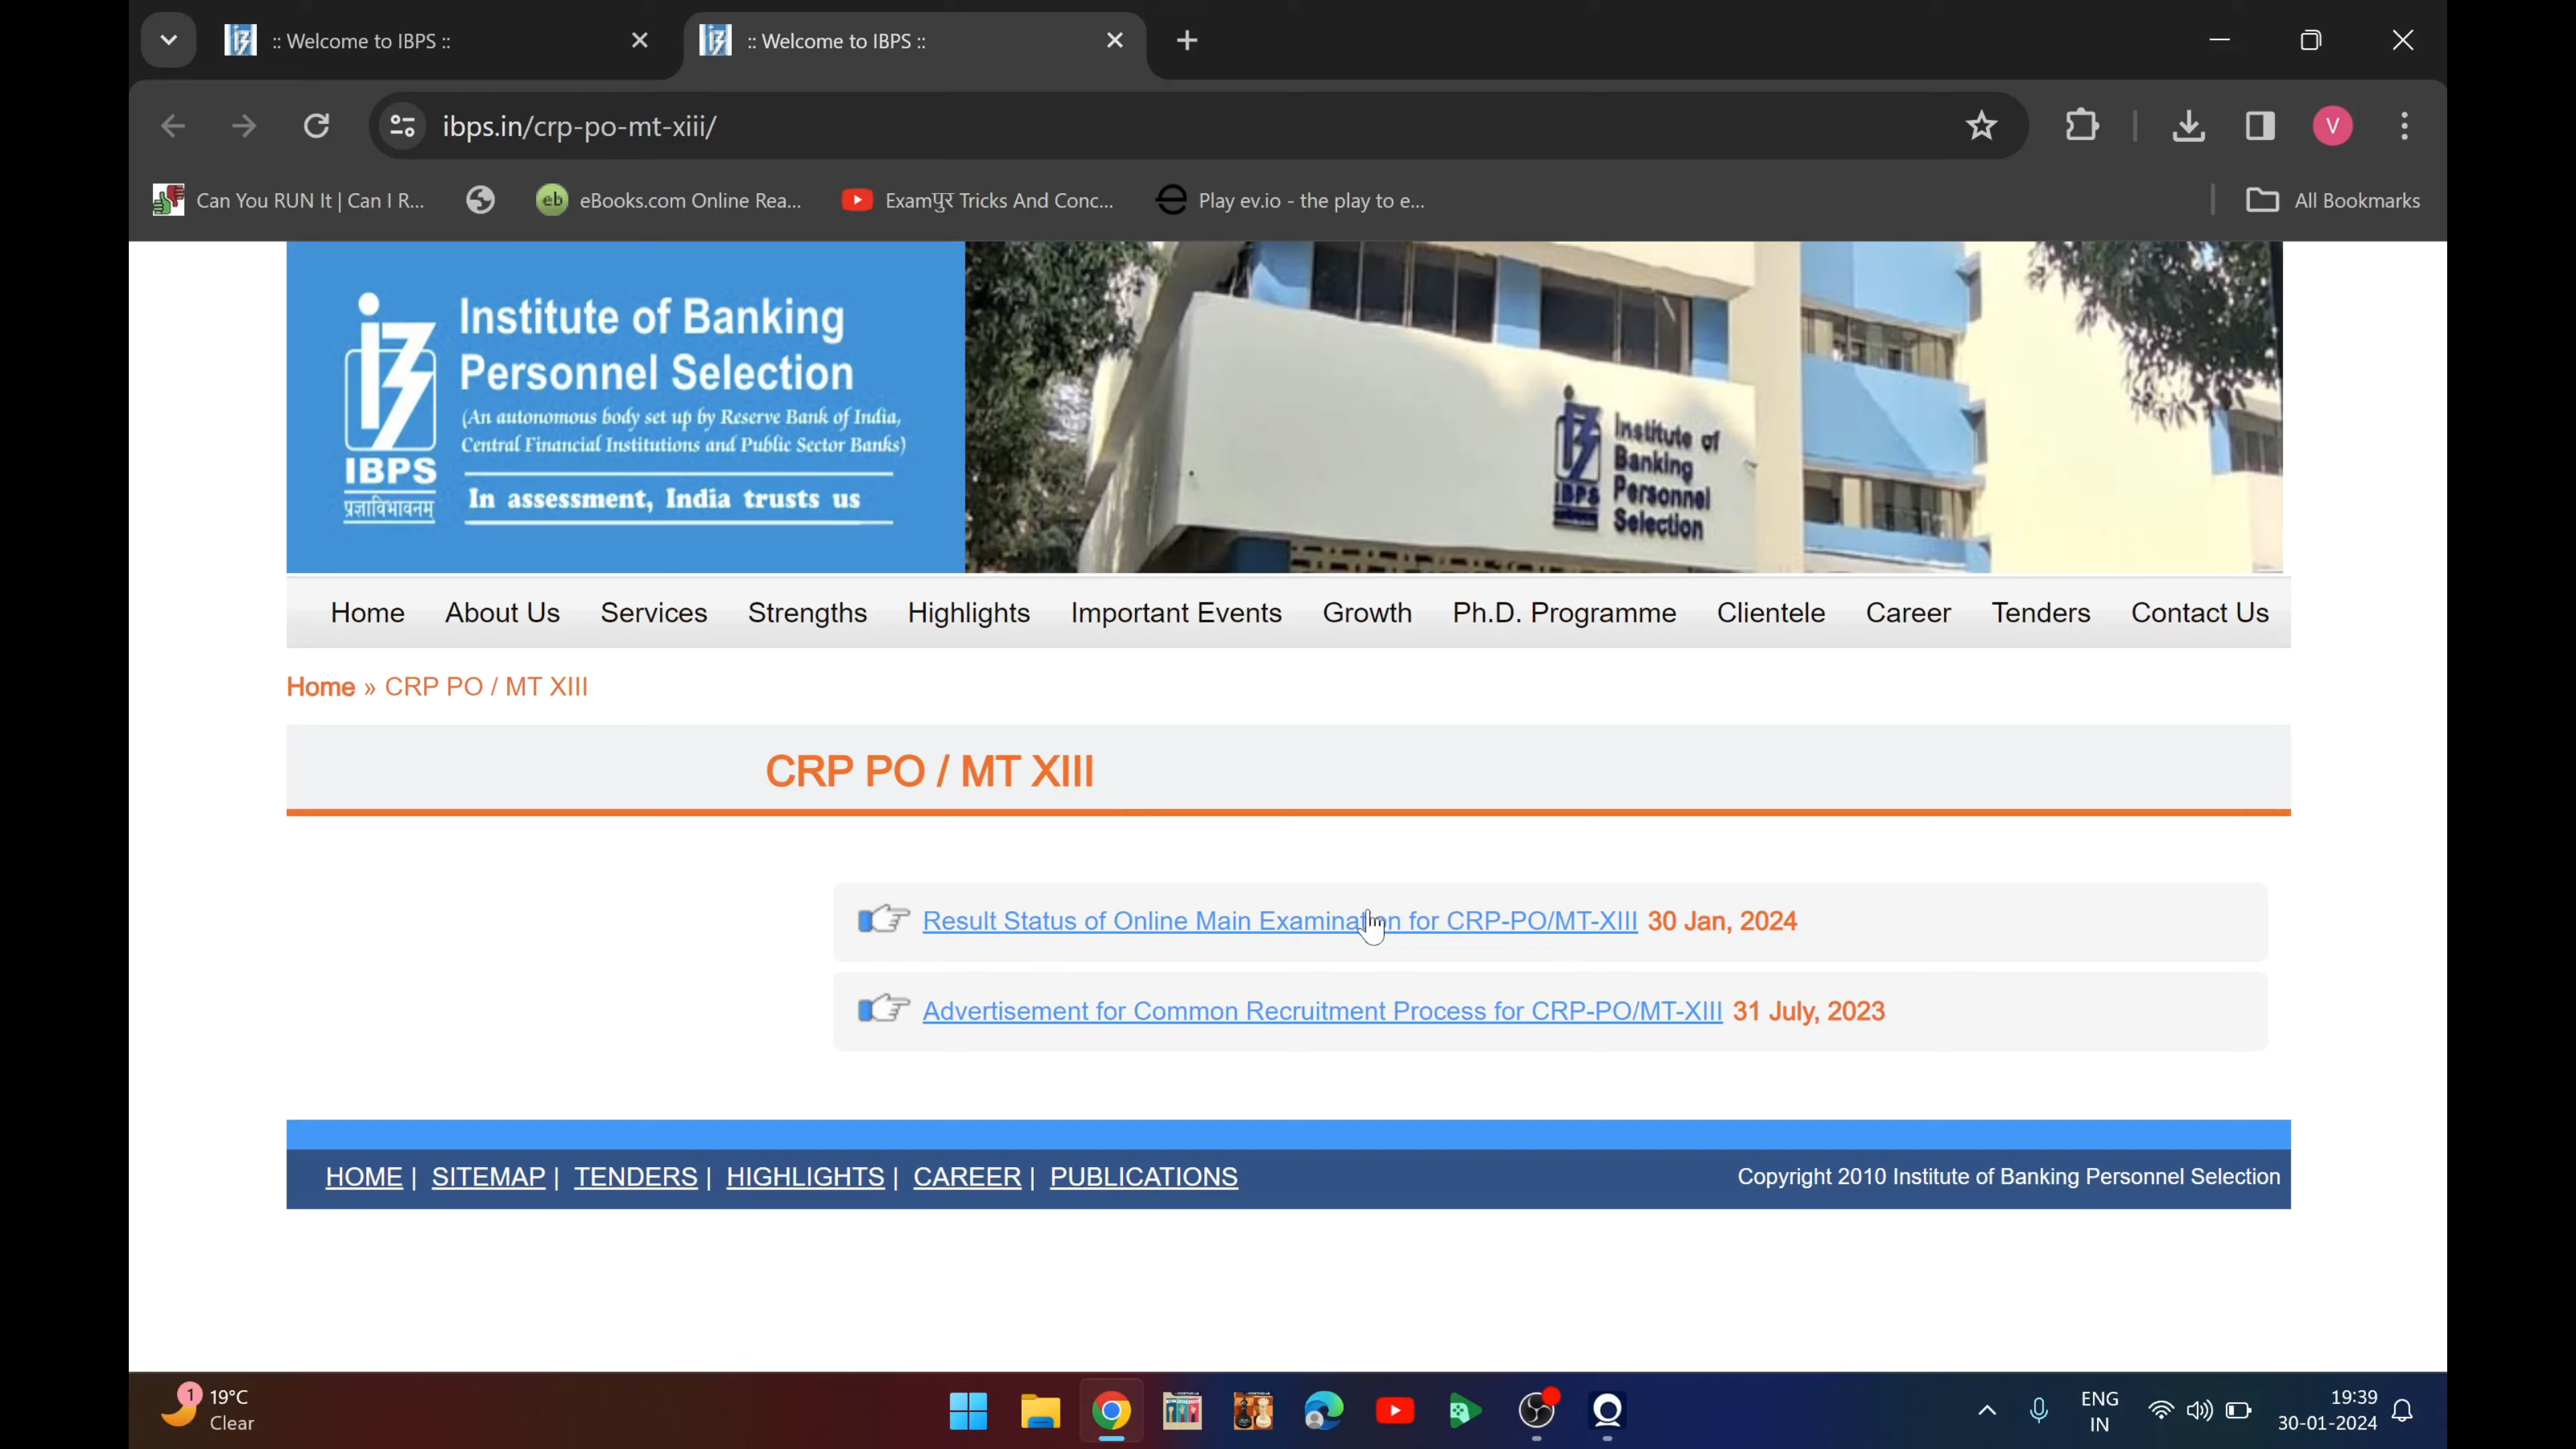 :: Welcome to IBPS ::
:: Welcome to IBPS ::
ibps.in/crp-po-mt-xiii/
V
Can You RUN It | Can I R...
eb
eBooks.com Online Rea...
Examपुर Tricks And Conc...
Play ev.io - the play to e...
All Bookmarks
Institute of Banking
Personnel Selection
(An autonomous body set up by Reserve Bank of India,
Central Financial Institutions and Public Sector Banks)
IBPS
प्रज्ञाविभावनम्
In assessment, India trusts us
Institute of
Banking
Personnel
Selection
IBPS
Home About Us Services Strengths Highlights Important Events Growth Ph.D. Programme Clientele Career Tenders Contact Us
Home » CRP PO / MT XIII
CRP PO / MT XIII
Result Status of Online Main Examination for CRP-PO/MT-XIII 30 Jan, 2024
Advertisement for Common Recruitment Process for CRP-PO/MT-XIII 31 July, 2023
HOME | SITEMAP | TENDERS | HIGHLIGHTS | CAREER | PUBLICATIONS
Copyright 2010 Institute of Banking Personnel Selection
1
19°C
Clear
ENG
IN
19:39
30-01-2024